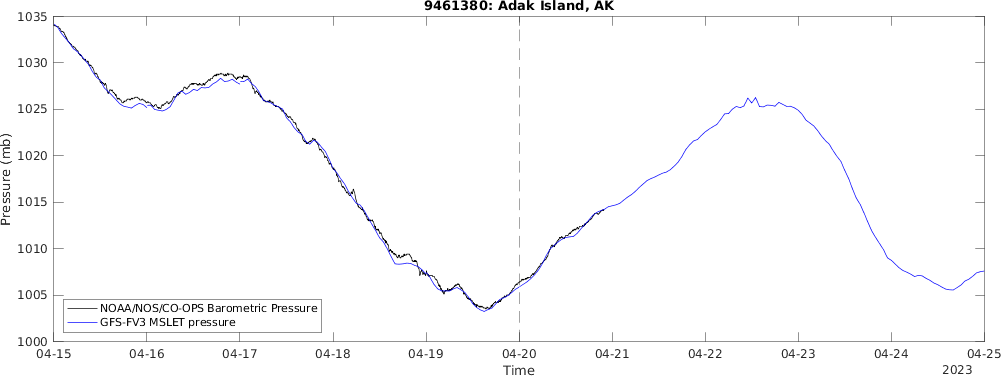 9461380: Adak Island, AK
Pressure (mb)
1035
1030
1025
1020
1015
1010
1005
1000
NOAA/NOS/CO-OPS Barometric Pressure
GFS-FV3 MSLET pressure
04-15 04-16 04-17 04-18 04-19 04-20 04-21 04-22 04-23 04-24 04-25
Time
2023